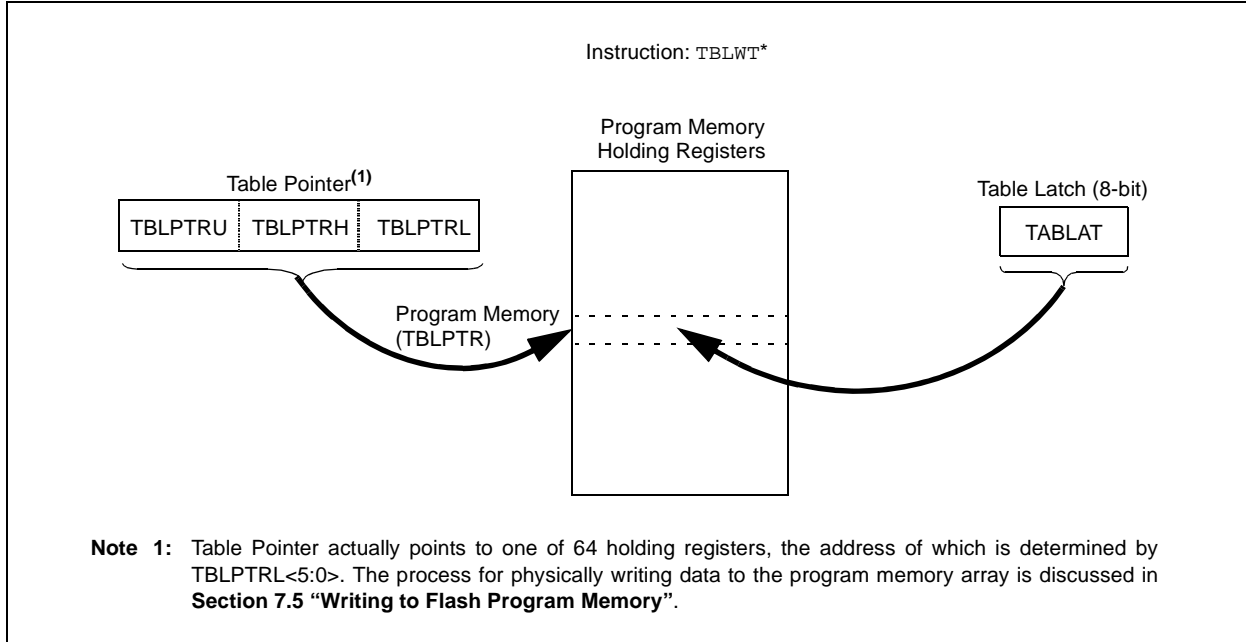 Instruction: TBLWT*
Program Memory
Holding Registers
Table Pointer(1)
Table Latch (8-bit)
TBLPTRU TBLPTRH TBLPTRL
TABLAT
Program Memory
(TBLPTR)
Note 1: Table Pointer actually points to one of 64 holding registers, the address of which is determined by
TBLPTRL<5:0>. The process for physically writing data to the program memory array is discussed in
Section 7.5 “Writing to Flash Program Memory”.